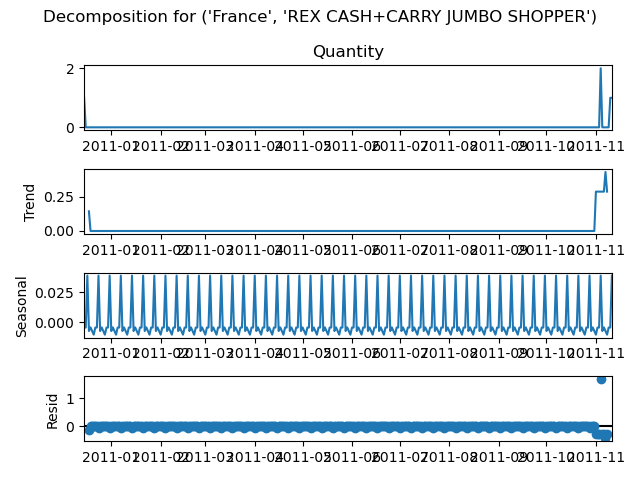 Decomposition for ('France', 'REX CASH+CARRY JUMBO SHOPPER')
Quantity
2
0
2011-01 2011-02 2011-03 2011-04 2011-05 2011-06 2011-07 2011-08 2011-09 2011-10 2011-11
Trend
0.25
0.00
2011-01 2011-02 2011-03 2011-04 2011-05 2011-06 2011-07 2011-08 2011-09 2011-10 2011-11
Seasonal
0.025
0.000
2011-01 2011-02 2011-03 2011-04 2011-05 2011-06 2011-07 2011-08 2011-09 2011-10 2011-11
Resid
1
0
2011-01 2011-02 2011-03 2011-04 2011-05 2011-06 2011-07 2011-08 2011-09 2011-10 2011-11